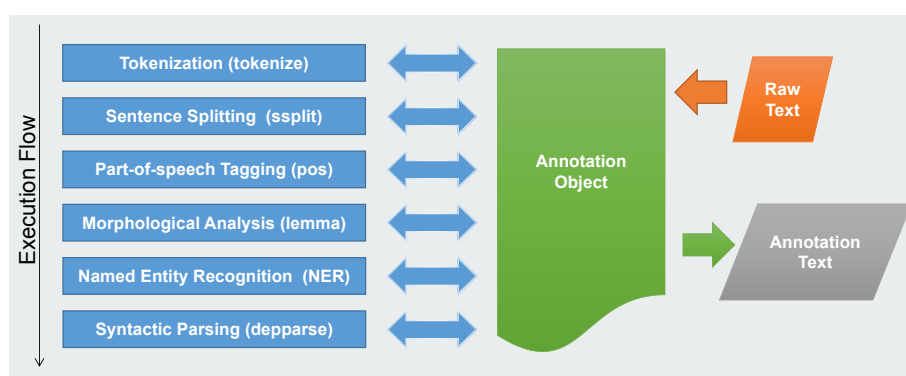 Execution Flow
Tokenization (tokenize)
Sentence Splitting (ssplit)
Part-of-speech Tagging (pos)
Morphological Analysis (lemma)
Named Entity Recognition (NER)
Syntactic Parsing (depparse)
Annotation
Object
Raw
Text
Annotation
Text